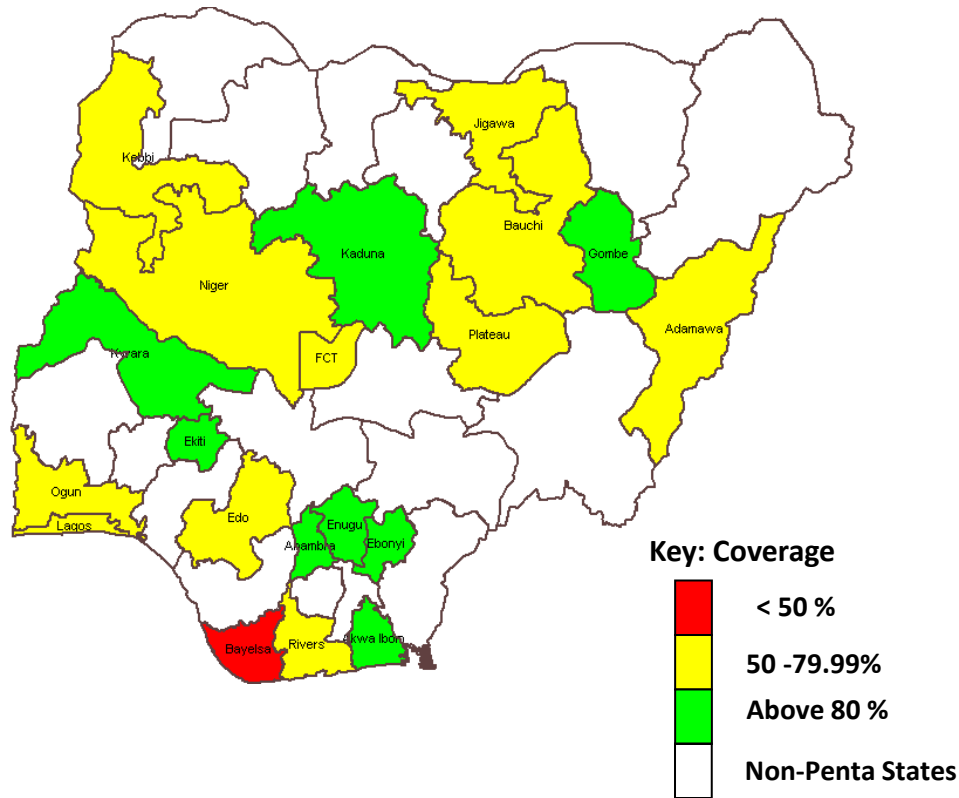 Jigawa
Kebbi
Bauchi
Kaduna
Gombe
Niger
Adamawa
Plateau
Kwara
FCT
Ekiti
Ogun
Edo
Lagos
Enugu
Anambra
Ebonyi
Akwa Ibom
Rivers
Bayelsa
Key: Coverage
< 50 %
50 -79.99%
Above 80 %
Non-Penta States